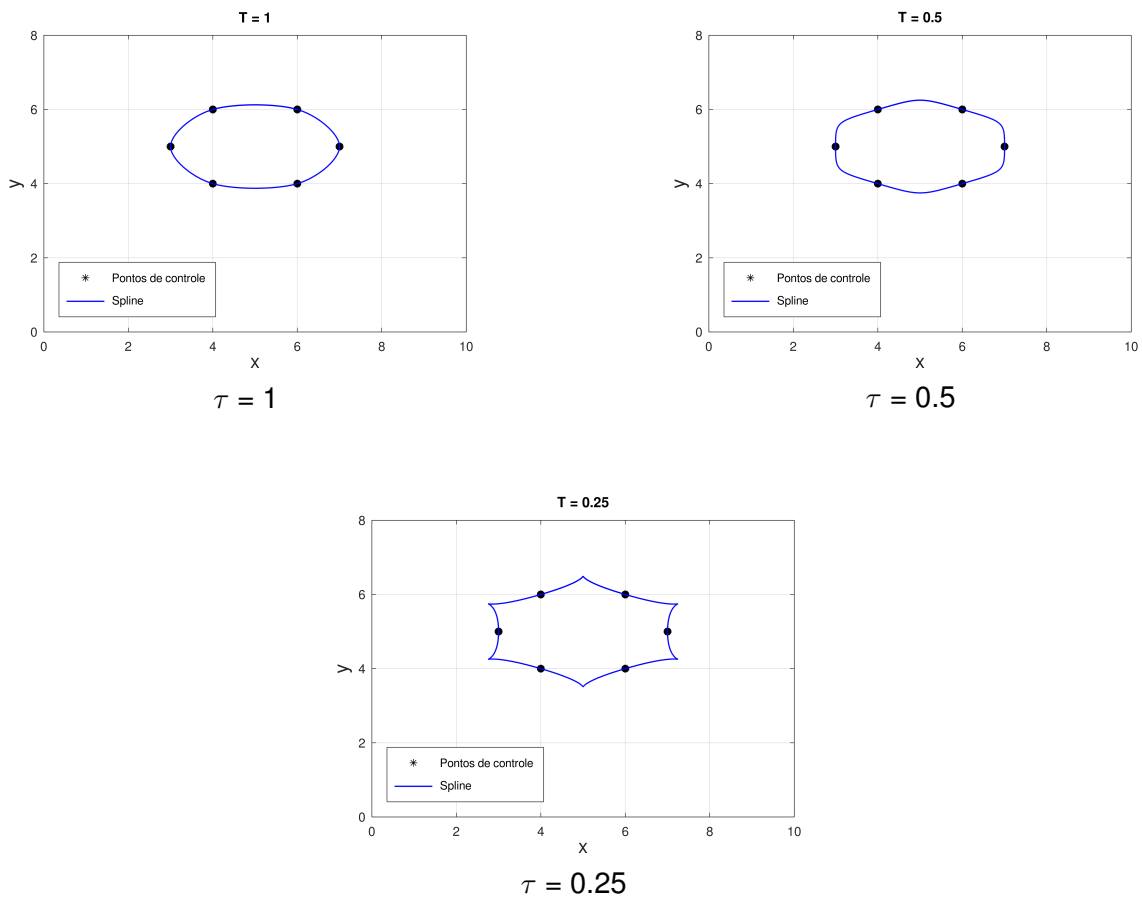 T = 1
8
6
4
2
0
y
Pontos de controle
Spline
0 2 4 6 8 10
x
τ = 1
T = 0.5
8
6
4
2
0
y
Pontos de controle
Spline
0 2 4 6 8 10
x
τ = 0.5
T = 0.25
8
6
4
2
0
y
Pontos de controle
Spline
0 2 4 6 8 10
x
τ = 0.25